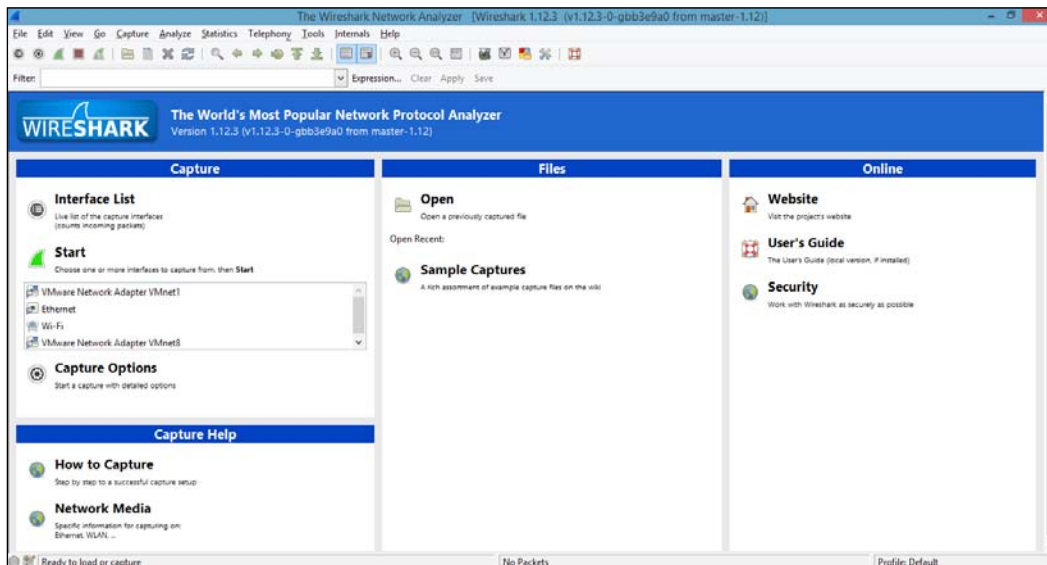 The Wireshark Network Analyzer [Wireshark 1.12.3 (v1.12.3-0-gbb3e9a0 from master-1.12)]
File Edit View Go Capture Analyze Statistics Telephony Tools Internals Help
Filter: Expression... Clear Apply Save
WIRESHARK
The World's Most Popular Network Protocol Analyzer
Version 1.12.3 (v1.12.3-0-gbb3e9a0 from master-1.12)
Capture
Interface List
Live list of the capture interfaces
(counts incoming packets)
Start
Choose one or more interfaces to capture from, then Start
VMware Network Adapter VMnet1
Ethernet
Wi-Fi
VMware Network Adapter VMnet8
Capture Options
Start a capture with detailed options
Capture Help
How to Capture
Step by step to a successful capture setup
Network Media
Specific information for capturing on:
Ethernet, WLAN, ...
Files
Open
Open a previously captured file
Open Recent:
Sample Captures
A rich assortment of example capture files on the wiki
Online
Website
Visit the project's website
User's Guide
The User's Guide (local version, if installed)
Security
Work with Wireshark as securely as possible
Ready to load or capture
No Packets
Profile: Default